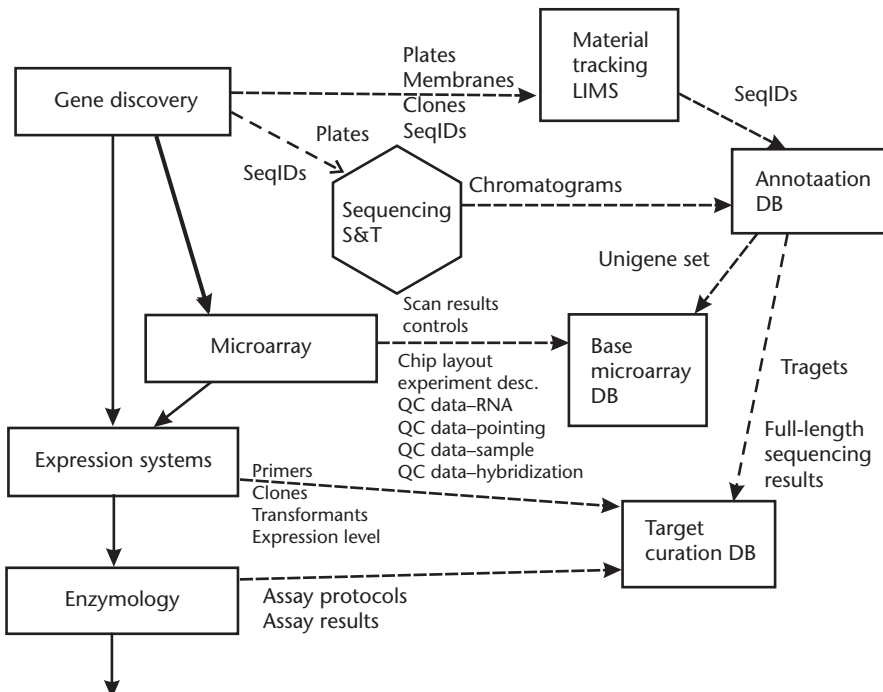 Material
tracking
LIMS
Plates
Membranes
Clones
SeqIDs
Gene discovery
SeqIDs
Plates
SeqIDs
Sequencing
S&T
Chromatograms
Annotaation
DB
Unigene set
Scan results
controls
Microarray
Base
microarray
DB
Chip layout
experiment desc.
QC data–RNA
QC data–pointing
QC data–sample
QC data–hybridization
Tragets
Full-length
sequencing
results
Expression systems
Primers
Clones
Transformants
Expression level
Target
curation DB
Enzymology
Assay protocols
Assay results